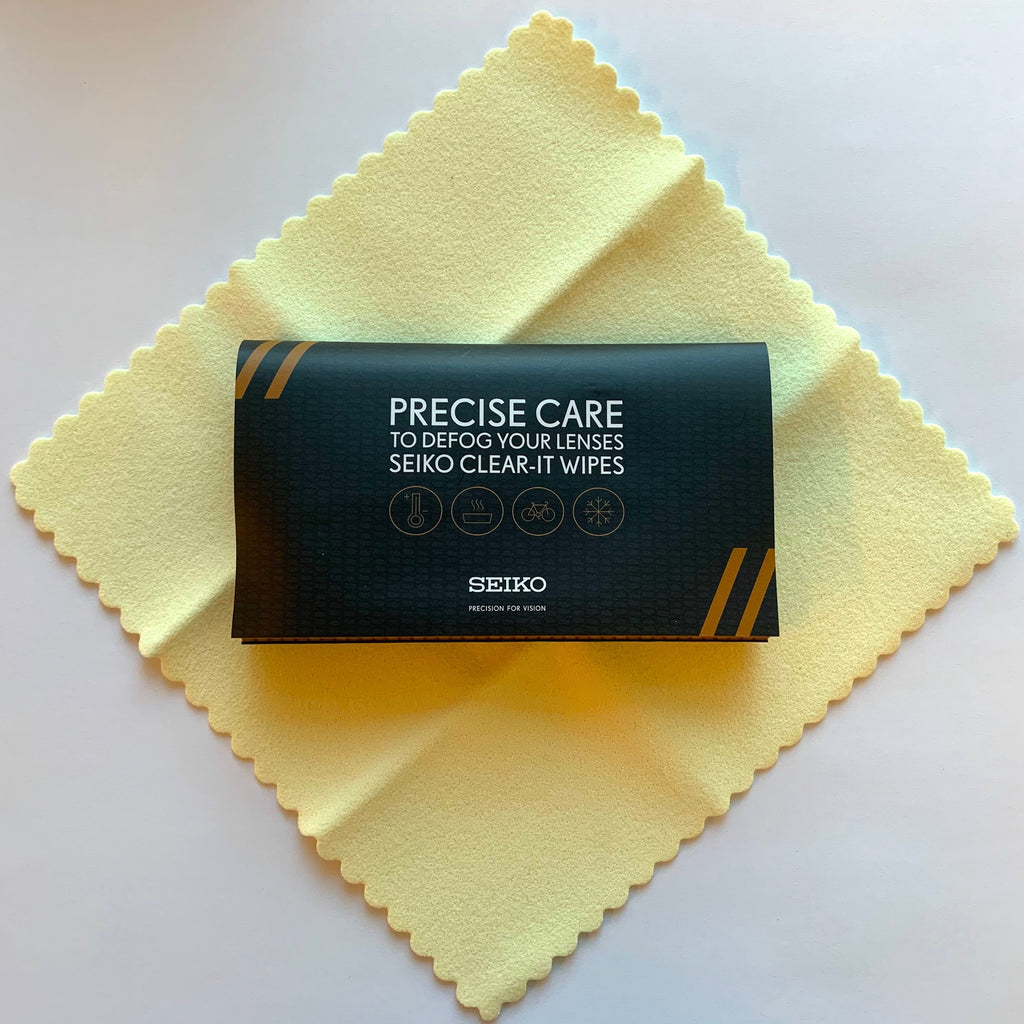 PRECISE CARE
TO DEFOG YOUR LENSES
SEIKO CLEAR-IT WIPES
SEIKO
PRECISION FOR VISION